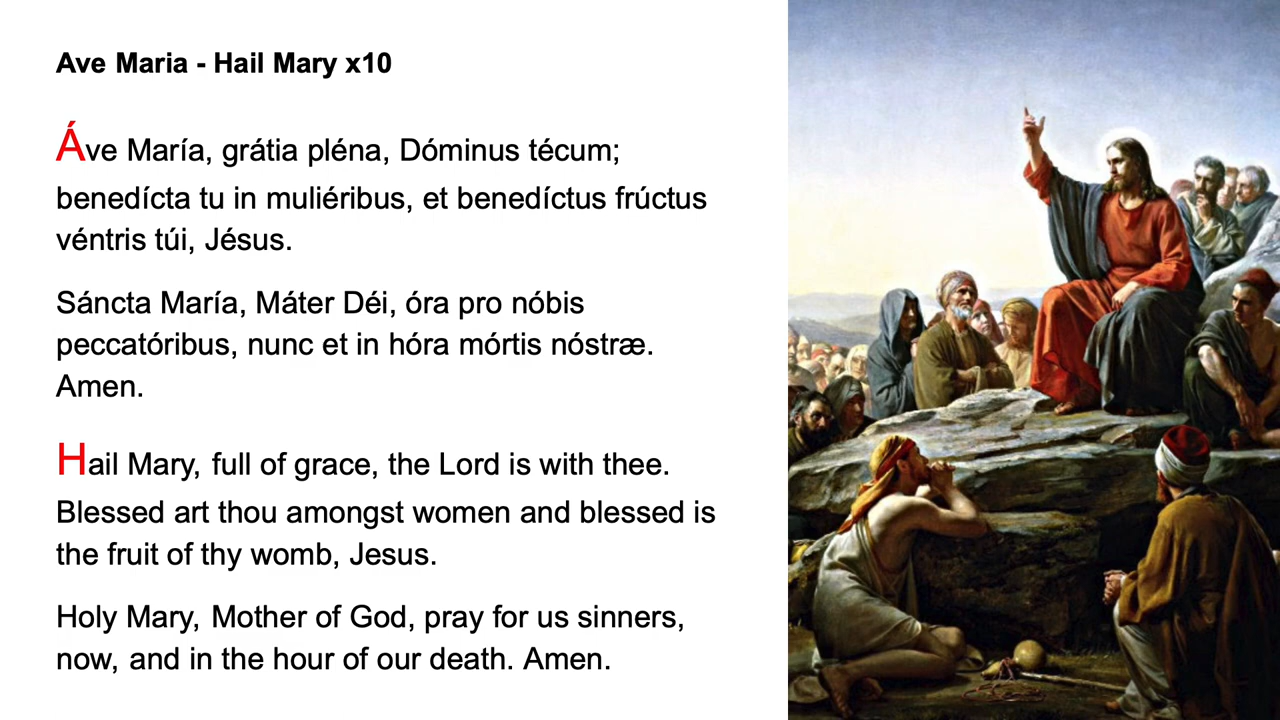 Ave Maria - Hail Mary x10
Áve María, grátia pléna, Dóminus técum;
benedícta tu in muliéribus, et benedíctus frúctus
véntris túi, Jésus.
Sáncta María, Máter Déi, óra pro nóbis
peccatóribus, nunc et in hóra mórtis nóstræ.
Amen.
Hail Mary, full of grace, the Lord is with thee.
Blessed art thou amongst women and blessed is
the fruit of thy womb, Jesus.
Holy Mary, Mother of God, pray for us sinners,
now, and in the hour of our death. Amen.